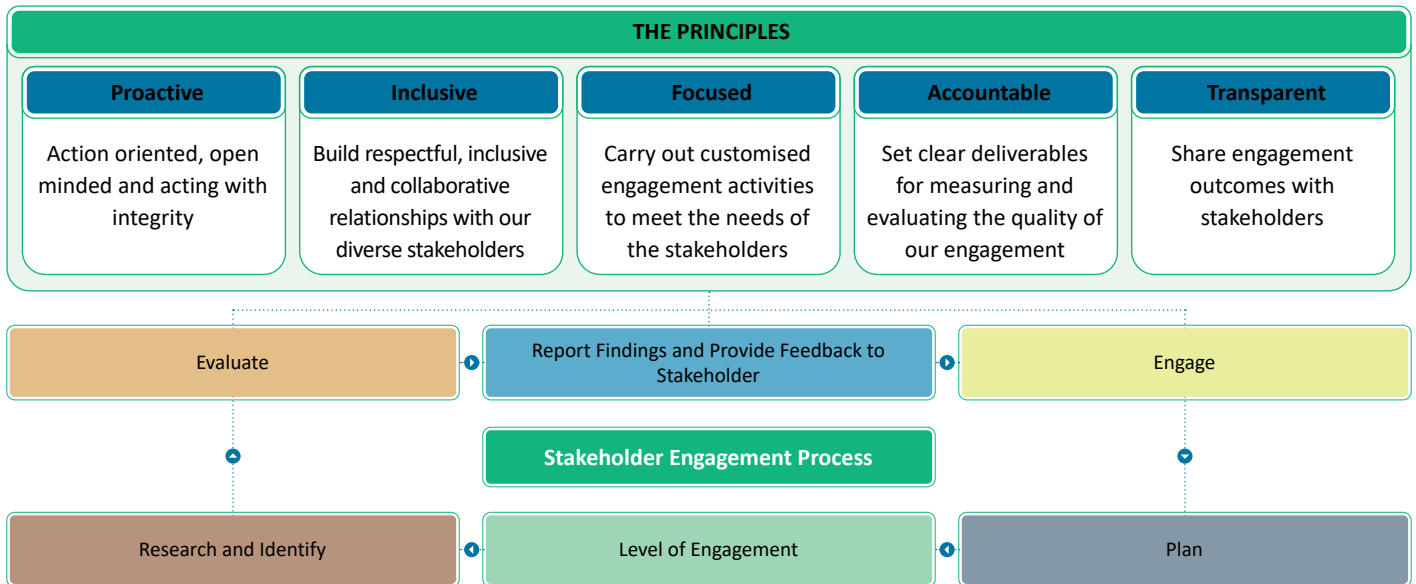 THE PRINCIPLES
Proactive
Action oriented, open
minded and acting with
integrity
Inclusive
Build respectful, inclusive
and collaborative
relationships with our
diverse stakeholders
Focused
Carry out customised
engagement activities
to meet the needs of
the stakeholders
Accountable
Set clear deliverables
for measuring and
evaluating the quality of
our engagement
Transparent
Share engagement
outcomes with
stakeholders
Evaluate
Report Findings and Provide Feedback to
Stakeholder
Engage
Stakeholder Engagement Process
Research and Identify
Level of Engagement
Plan